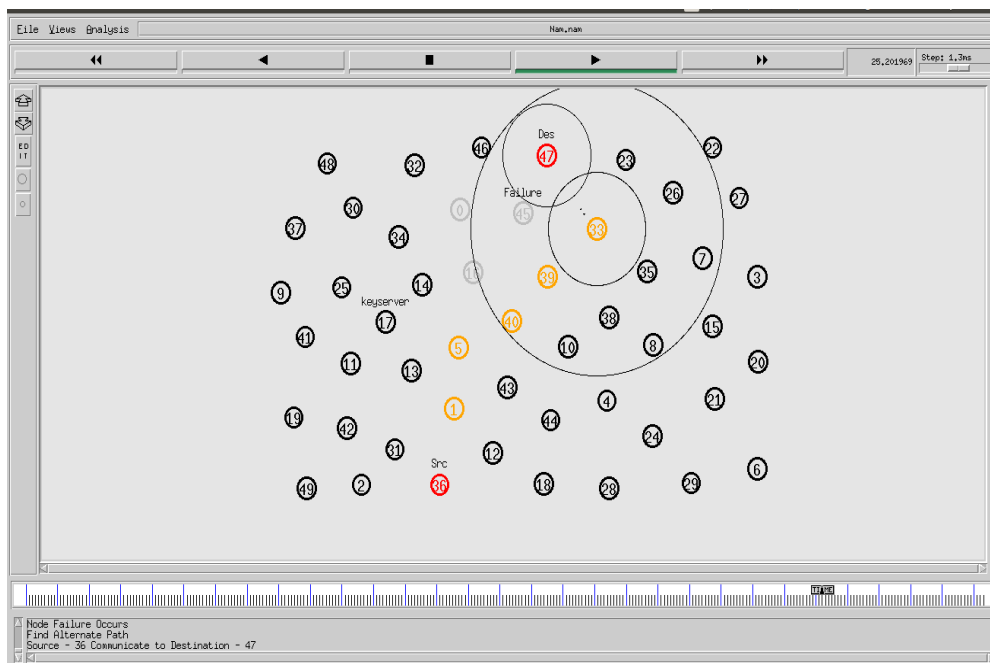 File Views Analysis Nam.nam
25.201969 Step: 1.3ms
ED
IT
Des
46 47 22
48 32 23
26
Failure 27
30 0 45
37 34 33
7
16 39 35 3
9 25 14
keyserver
17 40 38 15
41 5 10 8
11 13 20
43 4 21
1
19 42 44 24
31 12
Src 6
49 2 36 18 28 29
TIME
Node Failure Occurs
Find Alternate Path
Source - 36 Communicate to Destination - 47